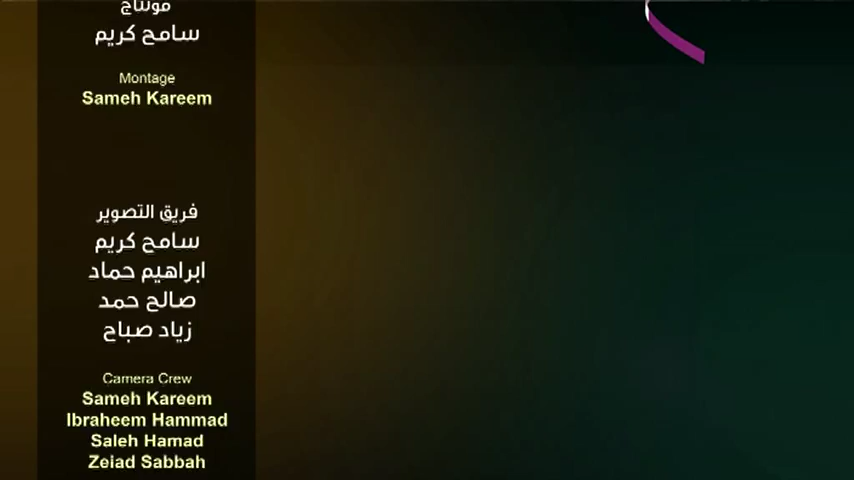 مونتاج
سامح كريم
Montage
Sameh Kareem
فريق التصوير
سامح كريم
ابراهيم حماد
صالح حمد
زياد صباح
Camera Crew
Sameh Kareem
Ibraheem Hammad
Saleh Hamad
Zeiad Sabbah